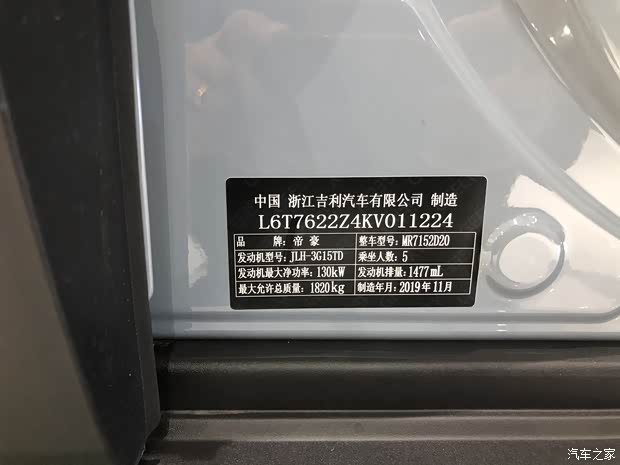 中国 浙江吉利汽车有限公司 制造
L6T7622Z4KV011224
品牌:帝豪 整车型号:MR7152D20
发动机型号:JLH-3G15TD 乘坐人数:5
发动机最大净功率:130kW 发动机排量:1477mL
最大允许总质量:1820kg 制造年月:2019年11月
汽车之家